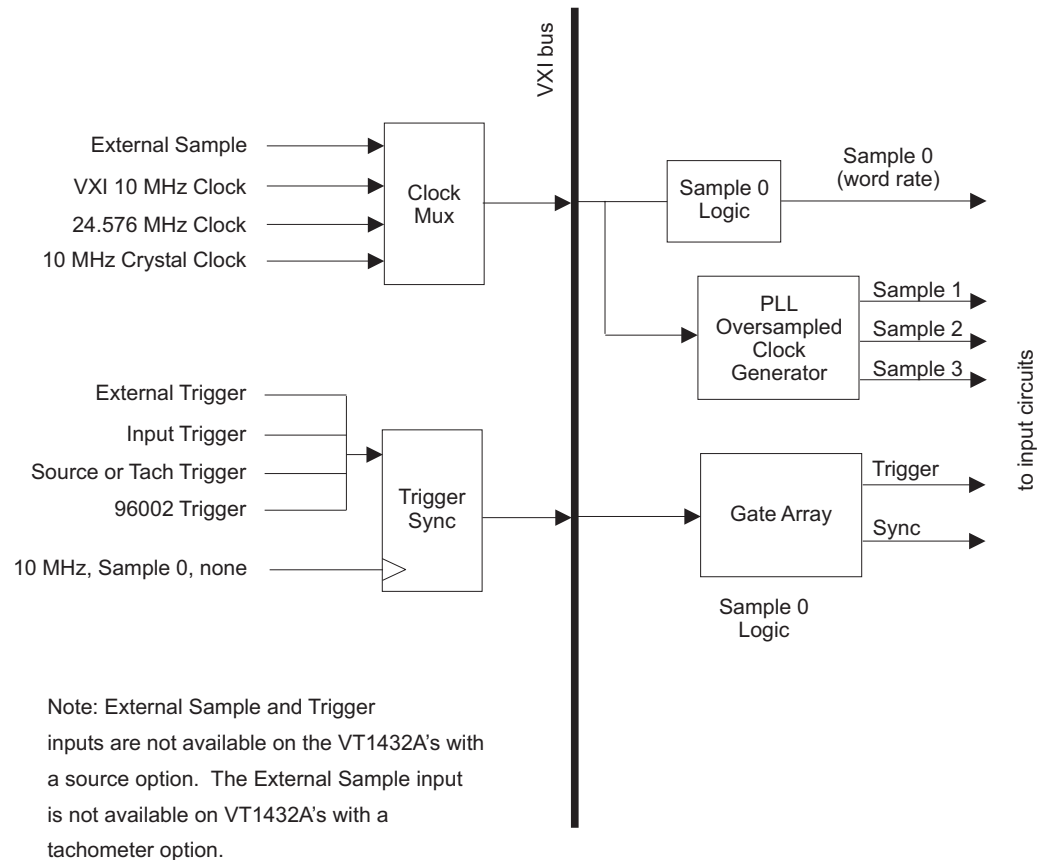 VXI bus
External Sample
VXI 10 MHz Clock
24.576 MHz Clock
10 MHz Crystal Clock
Clock
Mux
Sample 0
Logic
Sample 0
(word rate)
PLL
Oversampled
Clock
Generator
Sample 1
Sample 2
Sample 3
to input circuits
External Trigger
Input Trigger
Source or Tach Trigger
96002 Trigger
10 MHz, Sample 0, none
Trigger
Sync
Gate Array
Trigger
Sync
Sample 0
Logic
Note: External Sample and Trigger
inputs are not available on the VT1432A's with
a source option.  The External Sample input
is not available on VT1432A's with a
tachometer option.